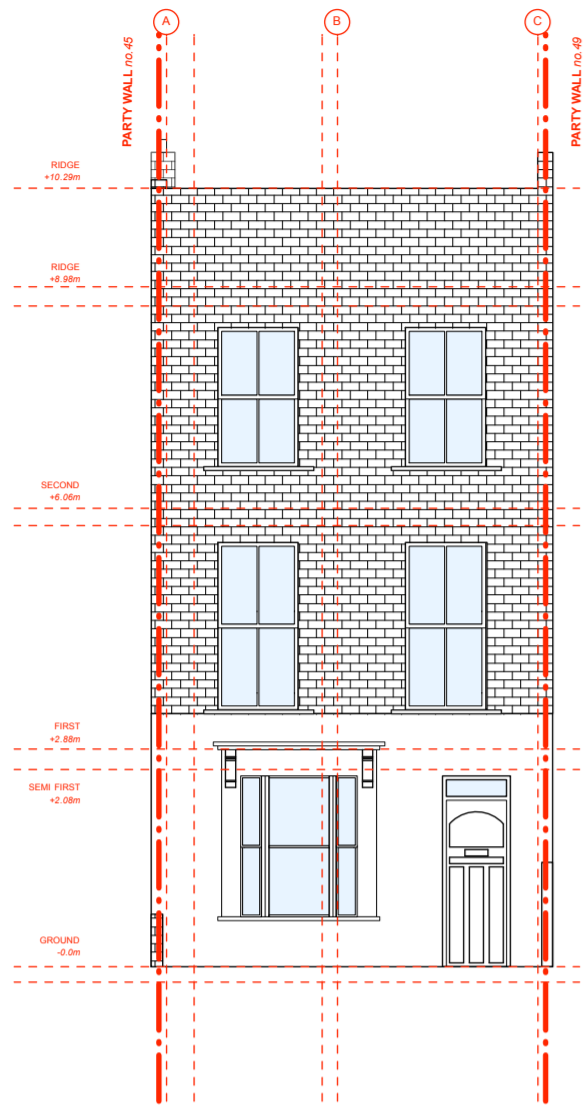 A
B
C
PARTY WALL no.45
PARTY WALL no.49
RIDGE
+10.29m
RIDGE
+8.98m
SECOND
+6.06m
FIRST
+2.88m
SEMI FIRST
+2.08m
GROUND
-0.0m